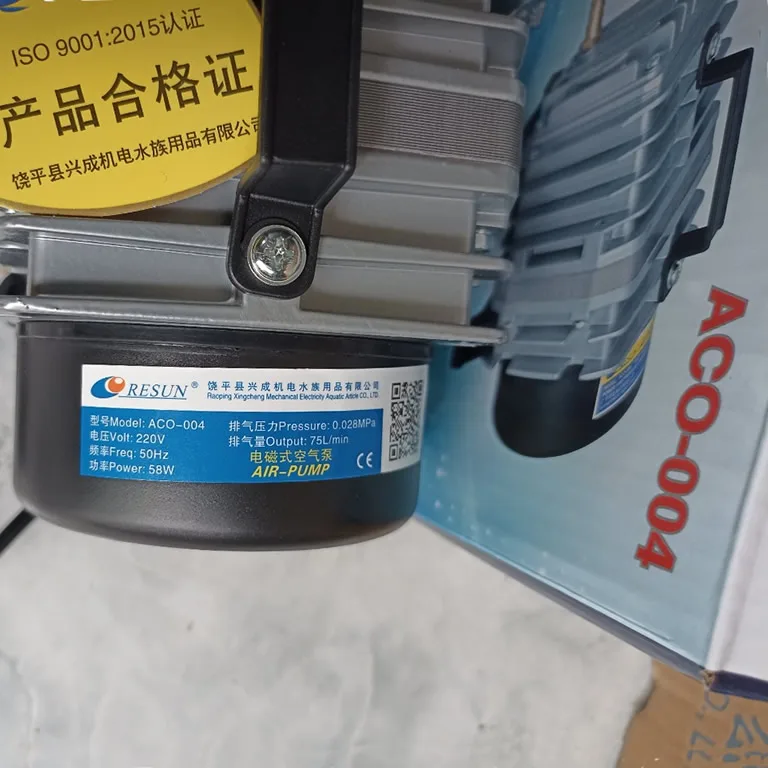 ISO 9001:2015认证
产品合格证
饶平县兴成机电水族用品有限公司
RESUN®
饶平县兴成机电水族用品有限公司
Raoping Xingcheng Mechanical Electricity Aquatic Article CO., LTD.
型号Model: ACO-004
电压Volt: 220V
频率Freq: 50Hz
功率Power: 58W
排气压力Pressure: 0.028MPa
排气量Output: 75L/min
电磁式空气泵
AIR-PUMP
CE
ACO-004